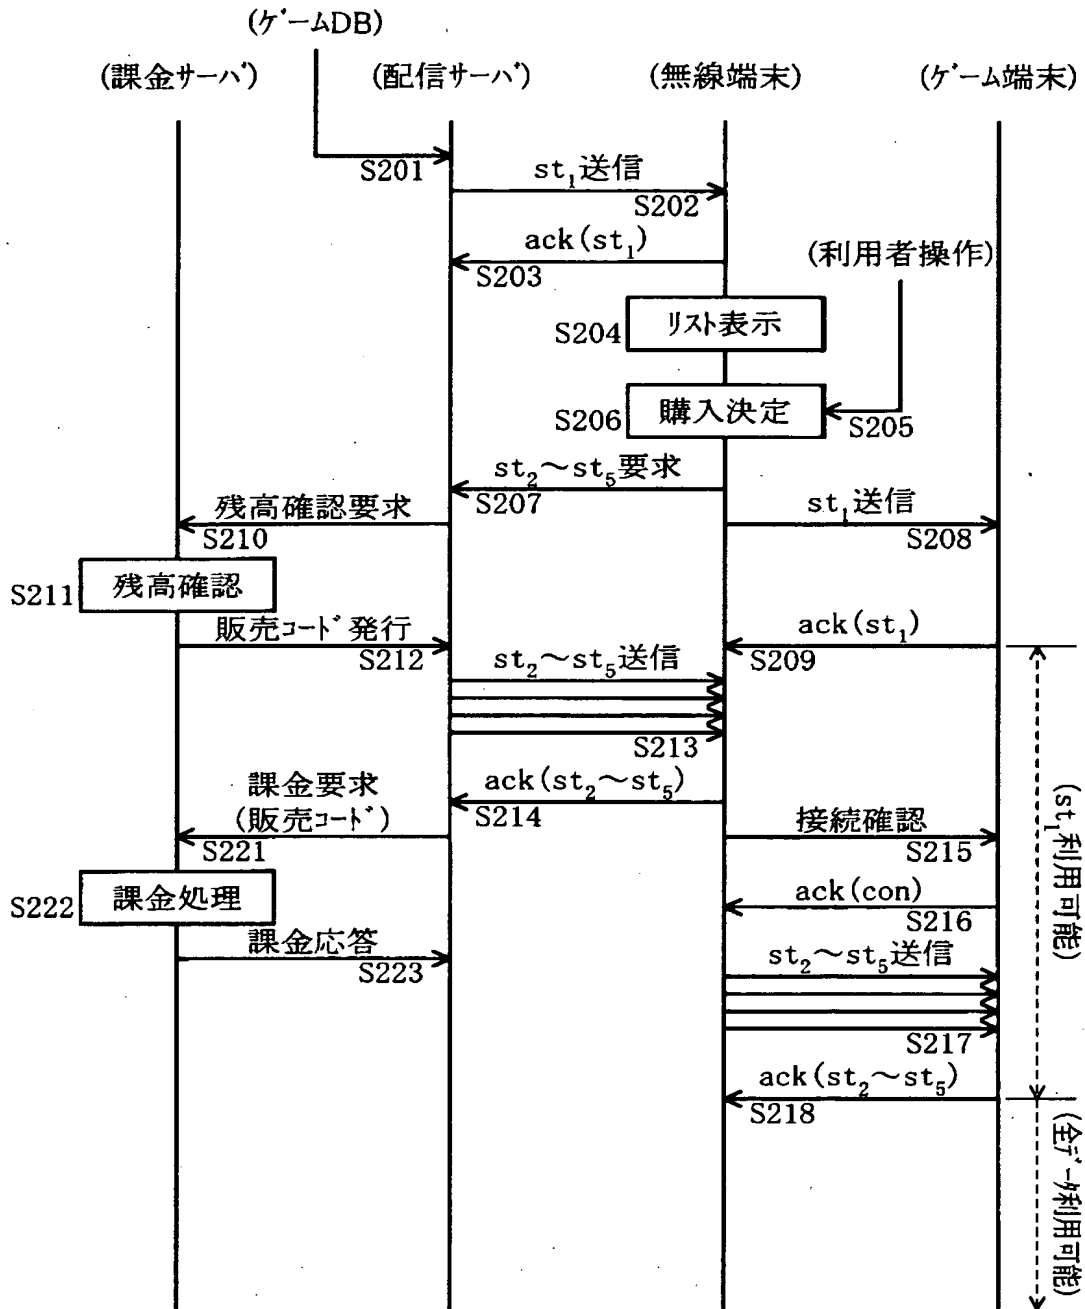 (ゲームDB)
(課金サーバ)
(配信サーバ)
(無線端末)
(ゲーム端末)
S201
st₁送信
S202
ack(st₁)
S203
(利用者操作)
S204
リスト表示
S206
購入決定
S205
st₂～st₅要求
S207
残高確認要求
S210
st₁送信
S208
S211
残高確認
販売コード発行
S212
ack(st₁)
S209
st₂～st₅送信
S213
ack(st₂～st₅)
S214
課金要求
(販売コード)
S221
接続確認
S215
S222
課金処理
ack(con)
S216
課金応答
S223
st₂～st₅送信
S217
ack(st₂～st₅)
S218
(st₁利用可能)
(全データ利用可能)